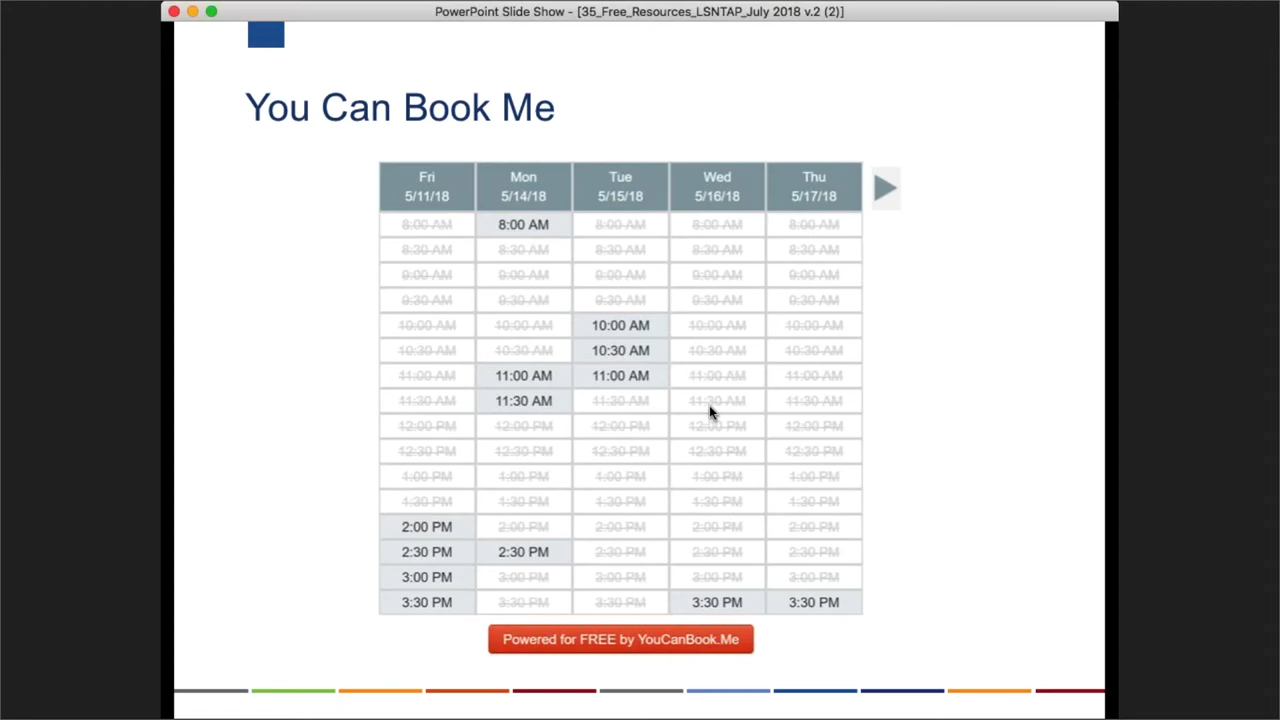 PowerPoint Slide Show - [35_Free_Resources_LSNTAP_July 2018 v.2 (2)]
You Can Book Me
Fri Mon Tue Wed Thu
5/11/18 5/14/18 5/15/18 5/16/18 5/17/18
8:00 AM 8:00 AM 8:00 AM 8:00 AM 8:00 AM
8:30 AM 8:30 AM 8:30 AM 8:30 AM 8:30 AM
9:00 AM 9:00 AM 9:00 AM 9:00 AM 9:00 AM
9:30 AM 9:30 AM 9:30 AM 9:30 AM 9:30 AM
10:00 AM 10:00 AM 10:00 AM 10:00 AM 10:00 AM
10:30 AM 10:30 AM 10:30 AM 10:30 AM 10:30 AM
11:00 AM 11:00 AM 11:00 AM 11:00 AM 11:00 AM
11:30 AM 11:30 AM 11:30 AM 11:30 AM 11:30 AM
12:00 PM 12:00 PM 12:00 PM 12:00 PM 12:00 PM
12:30 PM 12:30 PM 12:30 PM 12:30 PM 12:30 PM
1:00 PM 1:00 PM 1:00 PM 1:00 PM 1:00 PM
1:30 PM 1:30 PM 1:30 PM 1:30 PM 1:30 PM
2:00 PM 2:00 PM 2:00 PM 2:00 PM 2:00 PM
2:30 PM 2:30 PM 2:30 PM 2:30 PM 2:30 PM
3:00 PM 3:00 PM 3:00 PM 3:00 PM 3:00 PM
3:30 PM 3:30 PM 3:30 PM 3:30 PM 3:30 PM
Powered for FREE by YouCanBook.Me